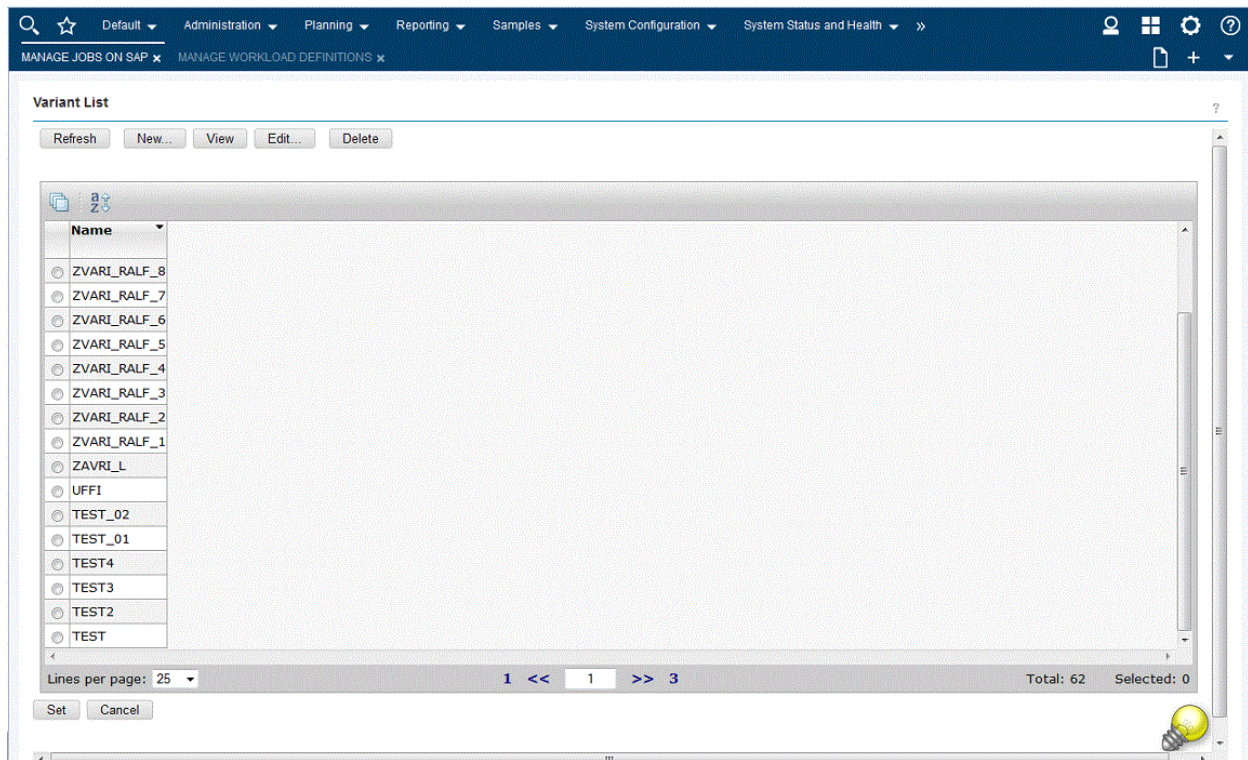 Default Administration Planning Reporting Samples System Configuration System Status and Health »
MANAGE JOBS ON SAP x MANAGE WORKLOAD DEFINITIONS x
Variant List
?
Refresh New... View Edit... Delete
Name
ZVARI_RALF_8
ZVARI_RALF_7
ZVARI_RALF_6
ZVARI_RALF_5
ZVARI_RALF_4
ZVARI_RALF_3
ZVARI_RALF_2
ZVARI_RALF_1
ZAVRI_L
UFFI
TEST_02
TEST_01
TEST4
TEST3
TEST2
TEST
Lines per page: 25 1 << 1 >> 3 Total: 62 Selected: 0
Set Cancel